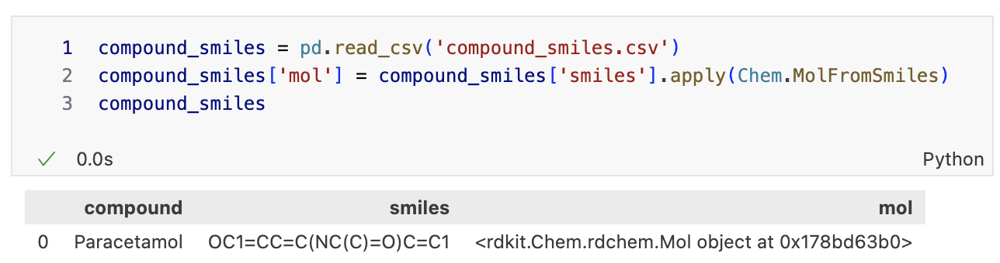 1 compound_smiles = pd.read_csv('compound_smiles.csv')
2 compound_smiles['mol'] = compound_smiles['smiles'].apply(Chem.MolFromSmiles)
3 compound_smiles
0.0s Python
compound smiles mol
0 Paracetamol OC1=CC=C(NC(C)=O)C=C1 <rdkit.Chem.rdchem.Mol object at 0x178bd63b0>